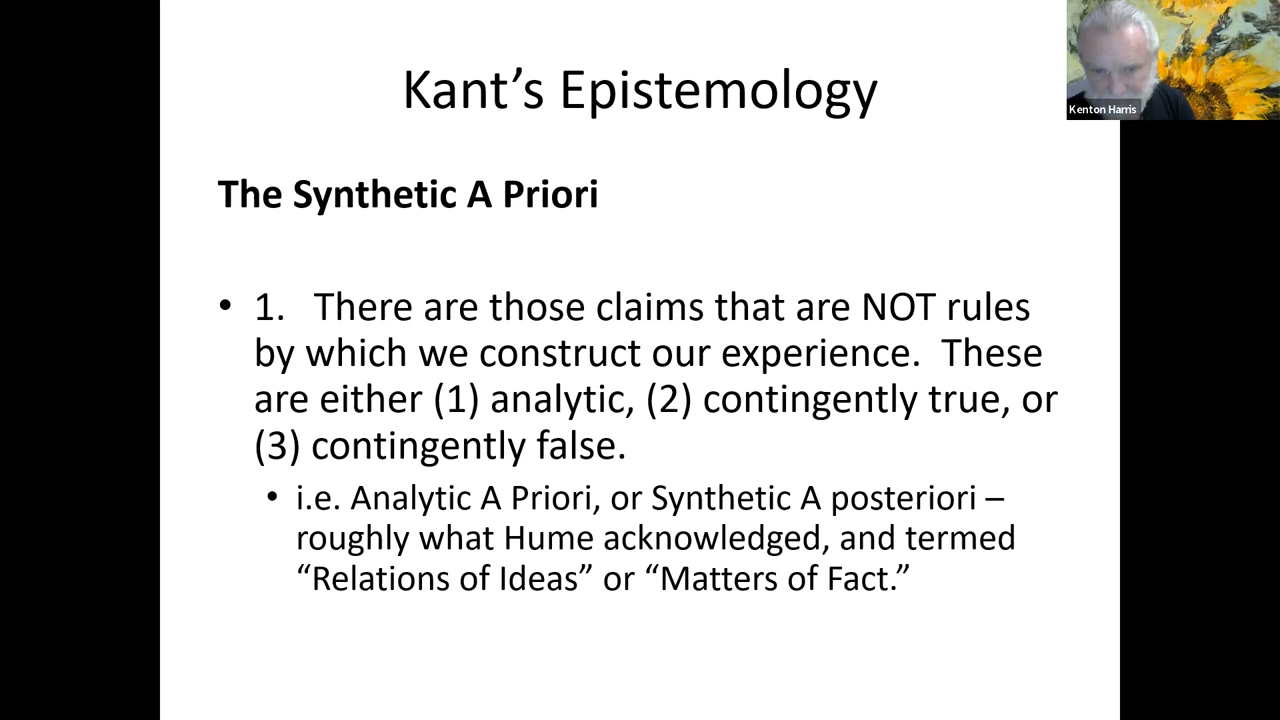 Kant’s Epistemology
Kenton Harris
The Synthetic A Priori
• 1. There are those claims that are NOT rules
by which we construct our experience. These
are either (1) analytic, (2) contingently true, or
(3) contingently false.
• i.e. Analytic A Priori, or Synthetic A posteriori –
roughly what Hume acknowledged, and termed
“Relations of Ideas” or “Matters of Fact.”